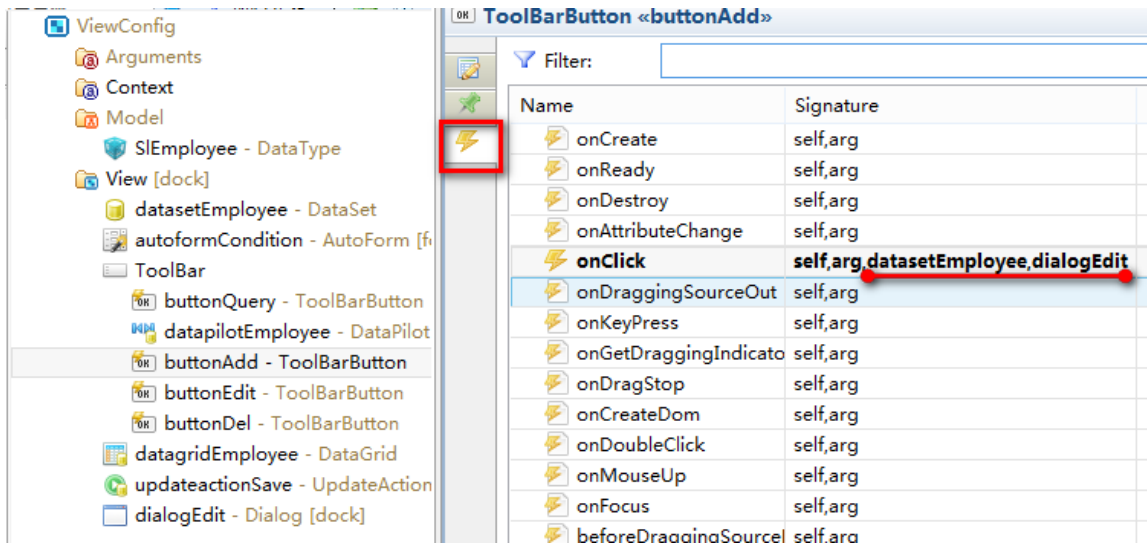 ViewConfig
Arguments
Context
Model
SlEmployee - DataType
View [dock]
datasetEmployee - DataSet
autoformCondition - AutoForm [f
ToolBar
buttonQuery - ToolBarButton
datapilotEmployee - DataPilot
buttonAdd - ToolBarButton
buttonEdit - ToolBarButton
buttonDel - ToolBarButton
datagridEmployee - DataGrid
updateactionSave - UpdateAction
dialogEdit - Dialog [dock]
ToolBarButton «buttonAdd»
Filter:
Name Signature
onCreate self,arg
onReady self,arg
onDestroy self,arg
onAttributeChange self,arg
onClick self,arg,datasetEmployee,dialogEdit
onDraggingSourceOut self,arg
onKeyPress self,arg
onGetDraggingIndicato self,arg
onDragStop self,arg
onCreateDom self,arg
onDoubleClick self,arg
onMouseUp self,arg
onFocus self,arg
beforeDraggingSourceI self,arg